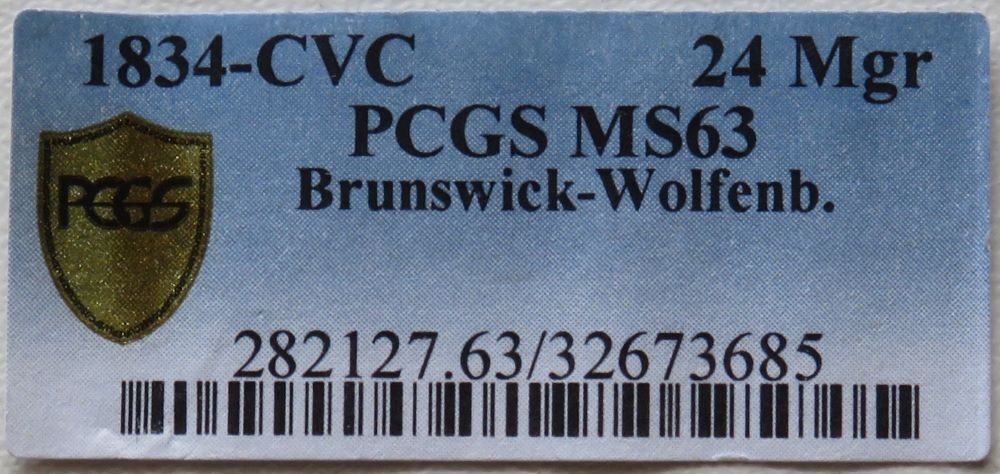 1834-CVC 24 Mgr
PCGS MS63
Brunswick-Wolfenb.
PCGS
282127.63/32673685